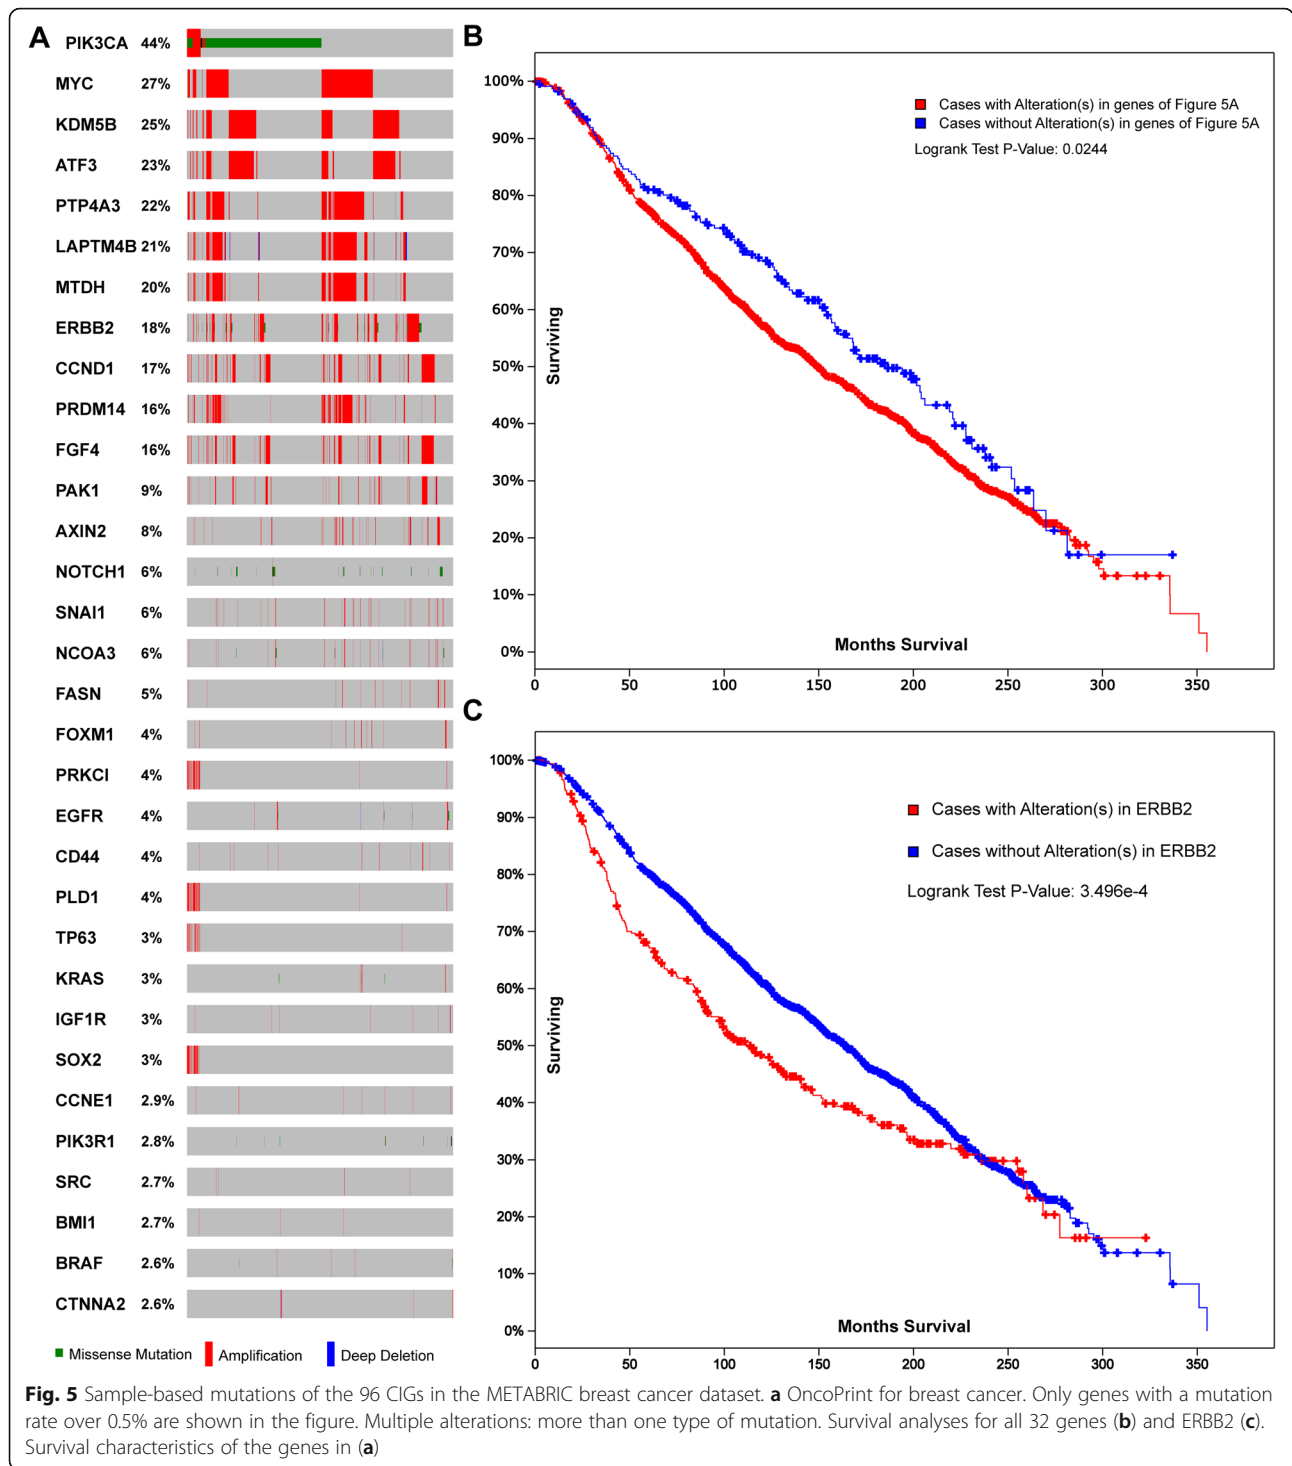 A
PIK3CA 44%
MYC 27%
KDM5B 25%
ATF3 23%
PTP4A3 22%
LAPTM4B 21%
MTDH 20%
ERBB2 18%
CCND1 17%
PRDM14 16%
FGF4 16%
PAK1 9%
AXIN2 8%
NOTCH1 6%
SNAI1 6%
NCOA3 6%
FASN 5%
FOXM1 4%
PRKCI 4%
EGFR 4%
CD44 4%
PLD1 4%
TP63 3%
KRAS 3%
IGF1R 3%
SOX2 3%
CCNE1 2.9%
PIK3R1 2.8%
SRC 2.7%
BMI1 2.7%
BRAF 2.6%
CTNNA2 2.6%
Missense Mutation Amplification Deep Deletion
B
100%
90%
80%
70%
60%
50%
40%
30%
20%
10%
0%
Surviving
Cases with Alteration(s) in genes of Figure 5A
Cases without Alteration(s) in genes of Figure 5A
Logrank Test P-Value: 0.0244
Months Survival
0 50 100 150 200 250 300 350
C
100%
90%
80%
70%
60%
50%
40%
30%
20%
10%
0%
Surviving
Cases with Alteration(s) in ERBB2
Cases without Alteration(s) in ERBB2
Logrank Test P-Value: 3.496e-4
Months Survival
0 50 100 150 200 250 300 350
Fig. 5 Sample-based mutations of the 96 CIGs in the METABRIC breast cancer dataset. a OncoPrint for breast cancer. Only genes with a mutation
rate over 0.5% are shown in the figure. Multiple alterations: more than one type of mutation. Survival analyses for all 32 genes (b) and ERBB2 (c).
Survival characteristics of the genes in (a)